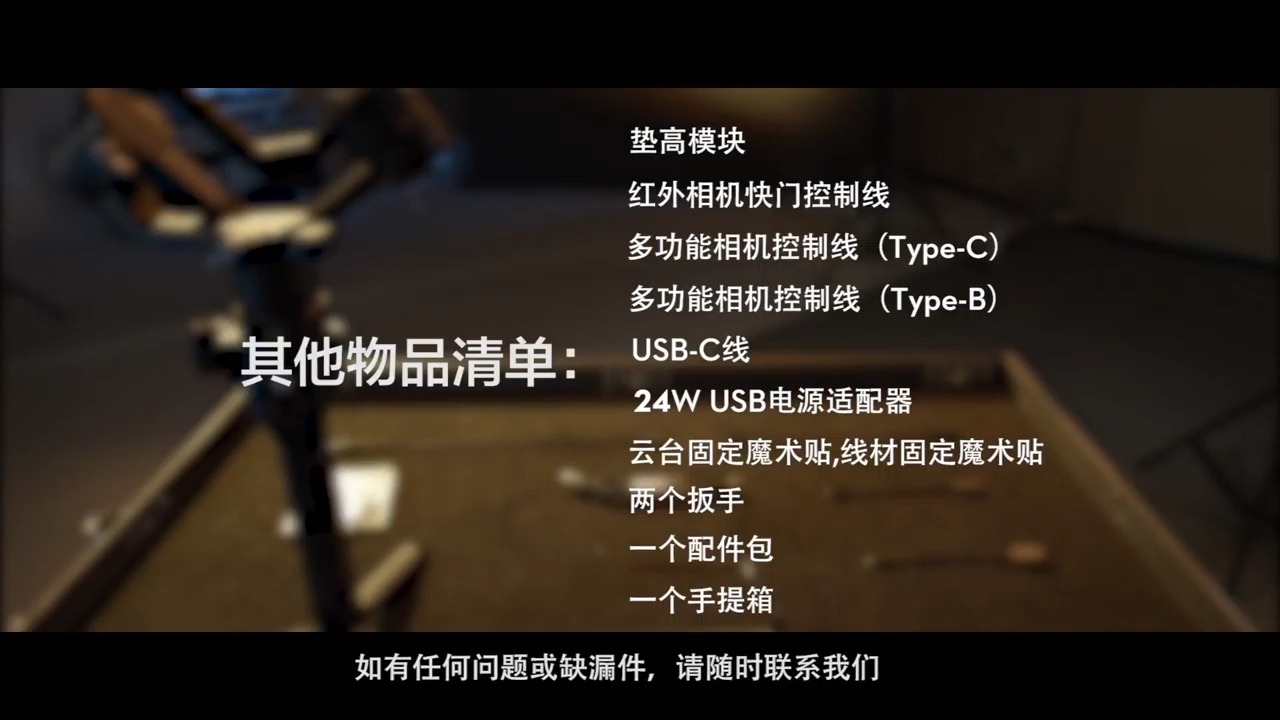 其他物品清单：
垫高模块
红外相机快门控制线
多功能相机控制线（Type-C）
多功能相机控制线（Type-B）
USB-C线
24W USB电源适配器
云台固定魔术贴,线材固定魔术贴
两个扳手
一个配件包
一个手提箱
如有任何问题或缺漏件，请随时联系我们